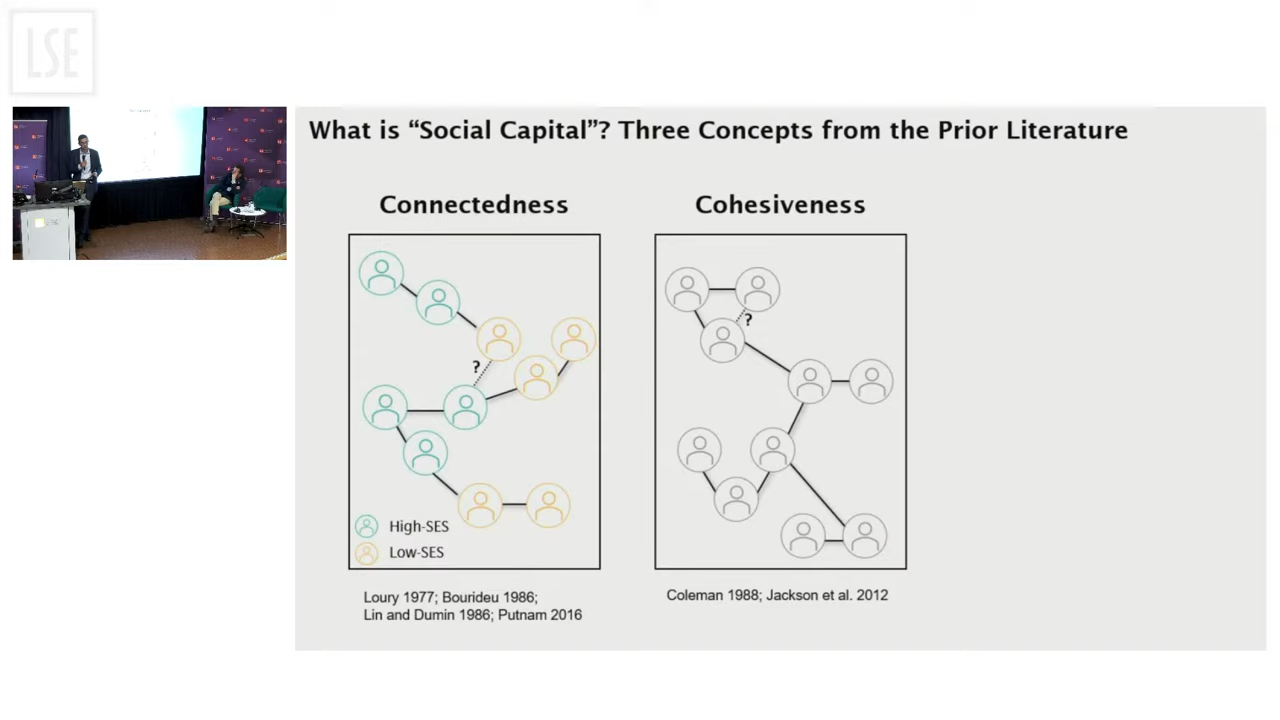 LSE
What is “Social Capital”? Three Concepts from the Prior Literature
Connectedness
?
High-SES
Low-SES
Loury 1977; Bourideu 1986;
Lin and Dumin 1986; Putnam 2016
Cohesiveness
?
Coleman 1988; Jackson et al. 2012